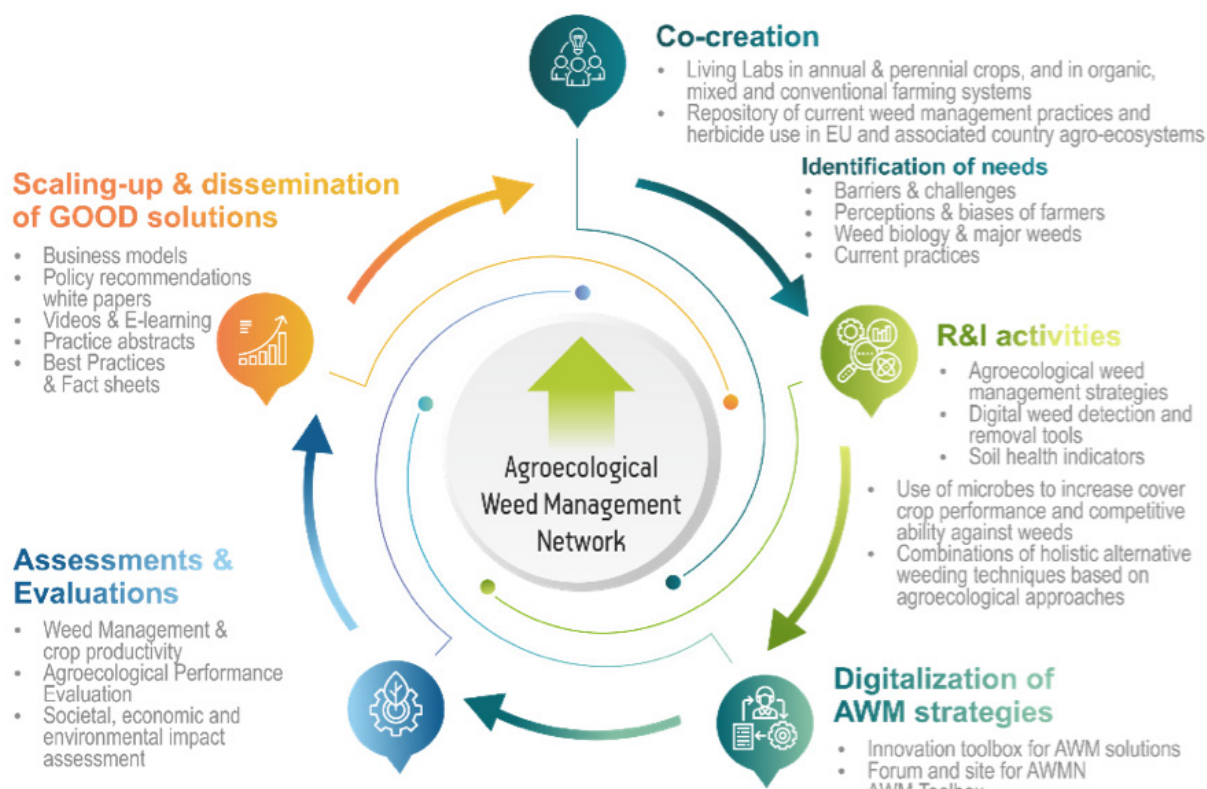 Co-creation
• Living Labs in annual & perennial crops, and in organic,
mixed and conventional farming systems
• Repository of current weed management practices and
herbicide use in EU and associated country agro-ecosystems
Identification of needs
• Barriers & challenges
• Perceptions & biases of farmers
• Weed biology & major weeds
• Current practices
R&I activities
• Agroecological weed
management strategies
• Digital weed detection and
removal tools
• Soil health indicators
• Use of microbes to increase cover
crop performance and competitive
ability against weeds
• Combinations of holistic alternative
weeding techniques based on
agroecological approaches
Digitalization of
AWM strategies
• Innovation toolbox for AWM solutions
• Forum and site for AWMN
AWM Toolbox
Assessments &
Evaluations
• Weed Management &
crop productivity
• Agroecological Performance
Evaluation
• Societal, economic and
environmental impact
assessment
Scaling-up & dissemination
of GOOD solutions
• Business models
• Policy recommendations
white papers
• Videos & E-learning
• Practice abstracts
• Best Practices
& Fact sheets
Agroecological
Weed Management
Network